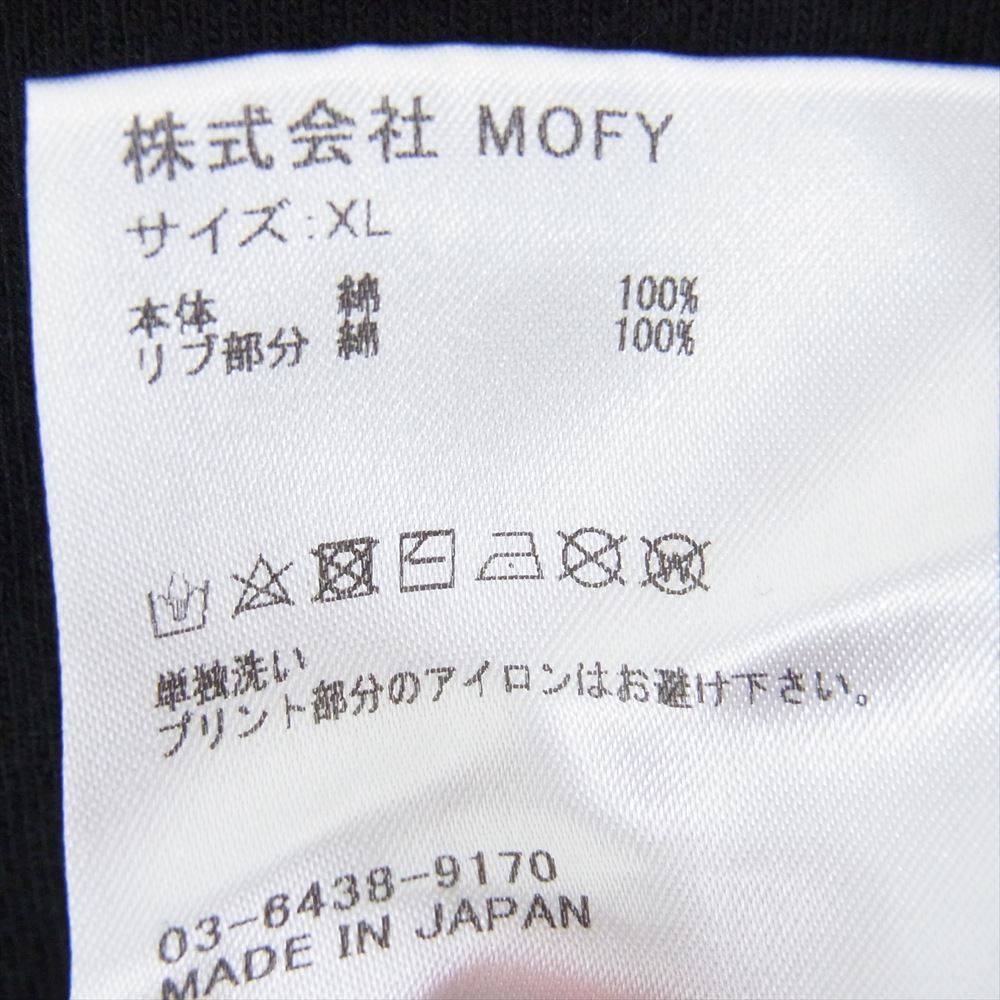 株式会社 MOFY
サイズ:XL
本体 綿 100%
リブ部分 綿 100%
単独洗い
プリント部分のアイロンはお避け下さい。
03-6438-9170
MADE IN JAPAN